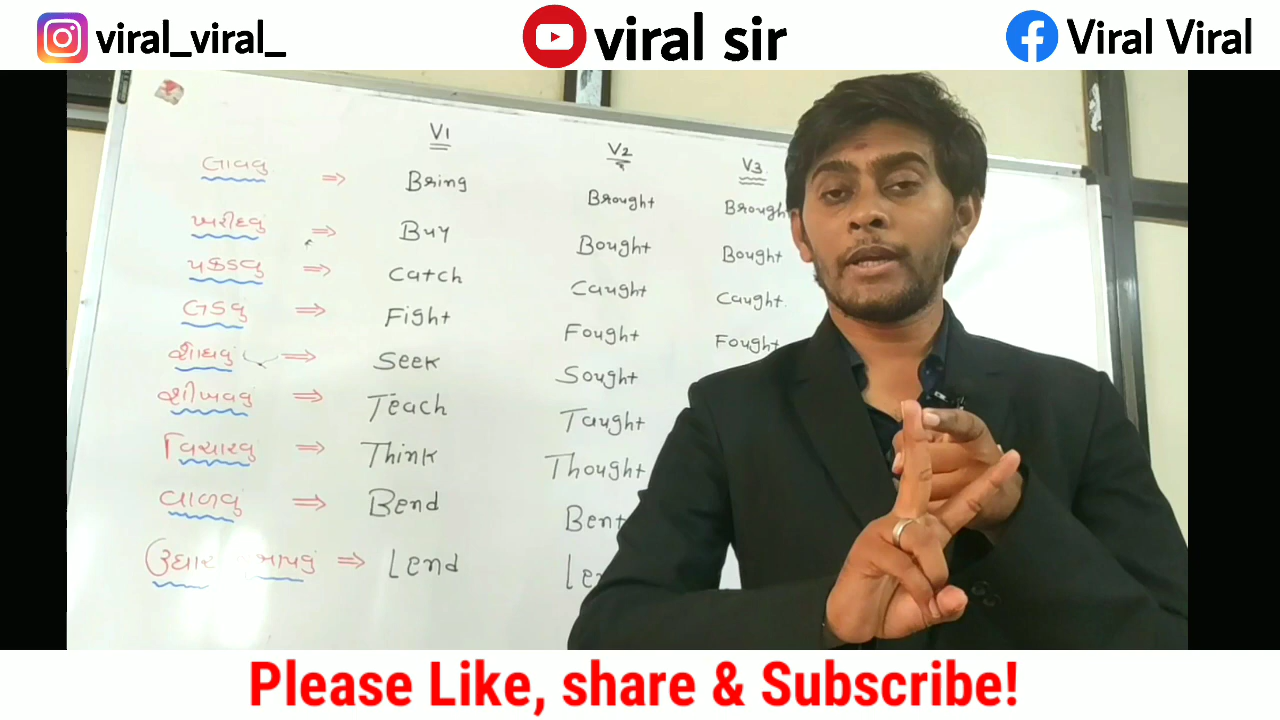 viral_viral_ viral sir Viral Viral
V1 V2 V3
લાવવુ ⇒ Bring Brought Brough
ખરીદવુ ⇒ Buy Bought Bought
પકડવુ ⇒ Catch Caught Caught.
લડવુ ⇒ Fight Fought Fought
શોધવુ ⇒ Seek Sought
શીખવવુ ⇒ Teach Taught
વિચારવુ ⇒ Think Thought
વાળવુ ⇒ Bend Bent
⇒ Lend Le
Please Like, share & Subscribe!